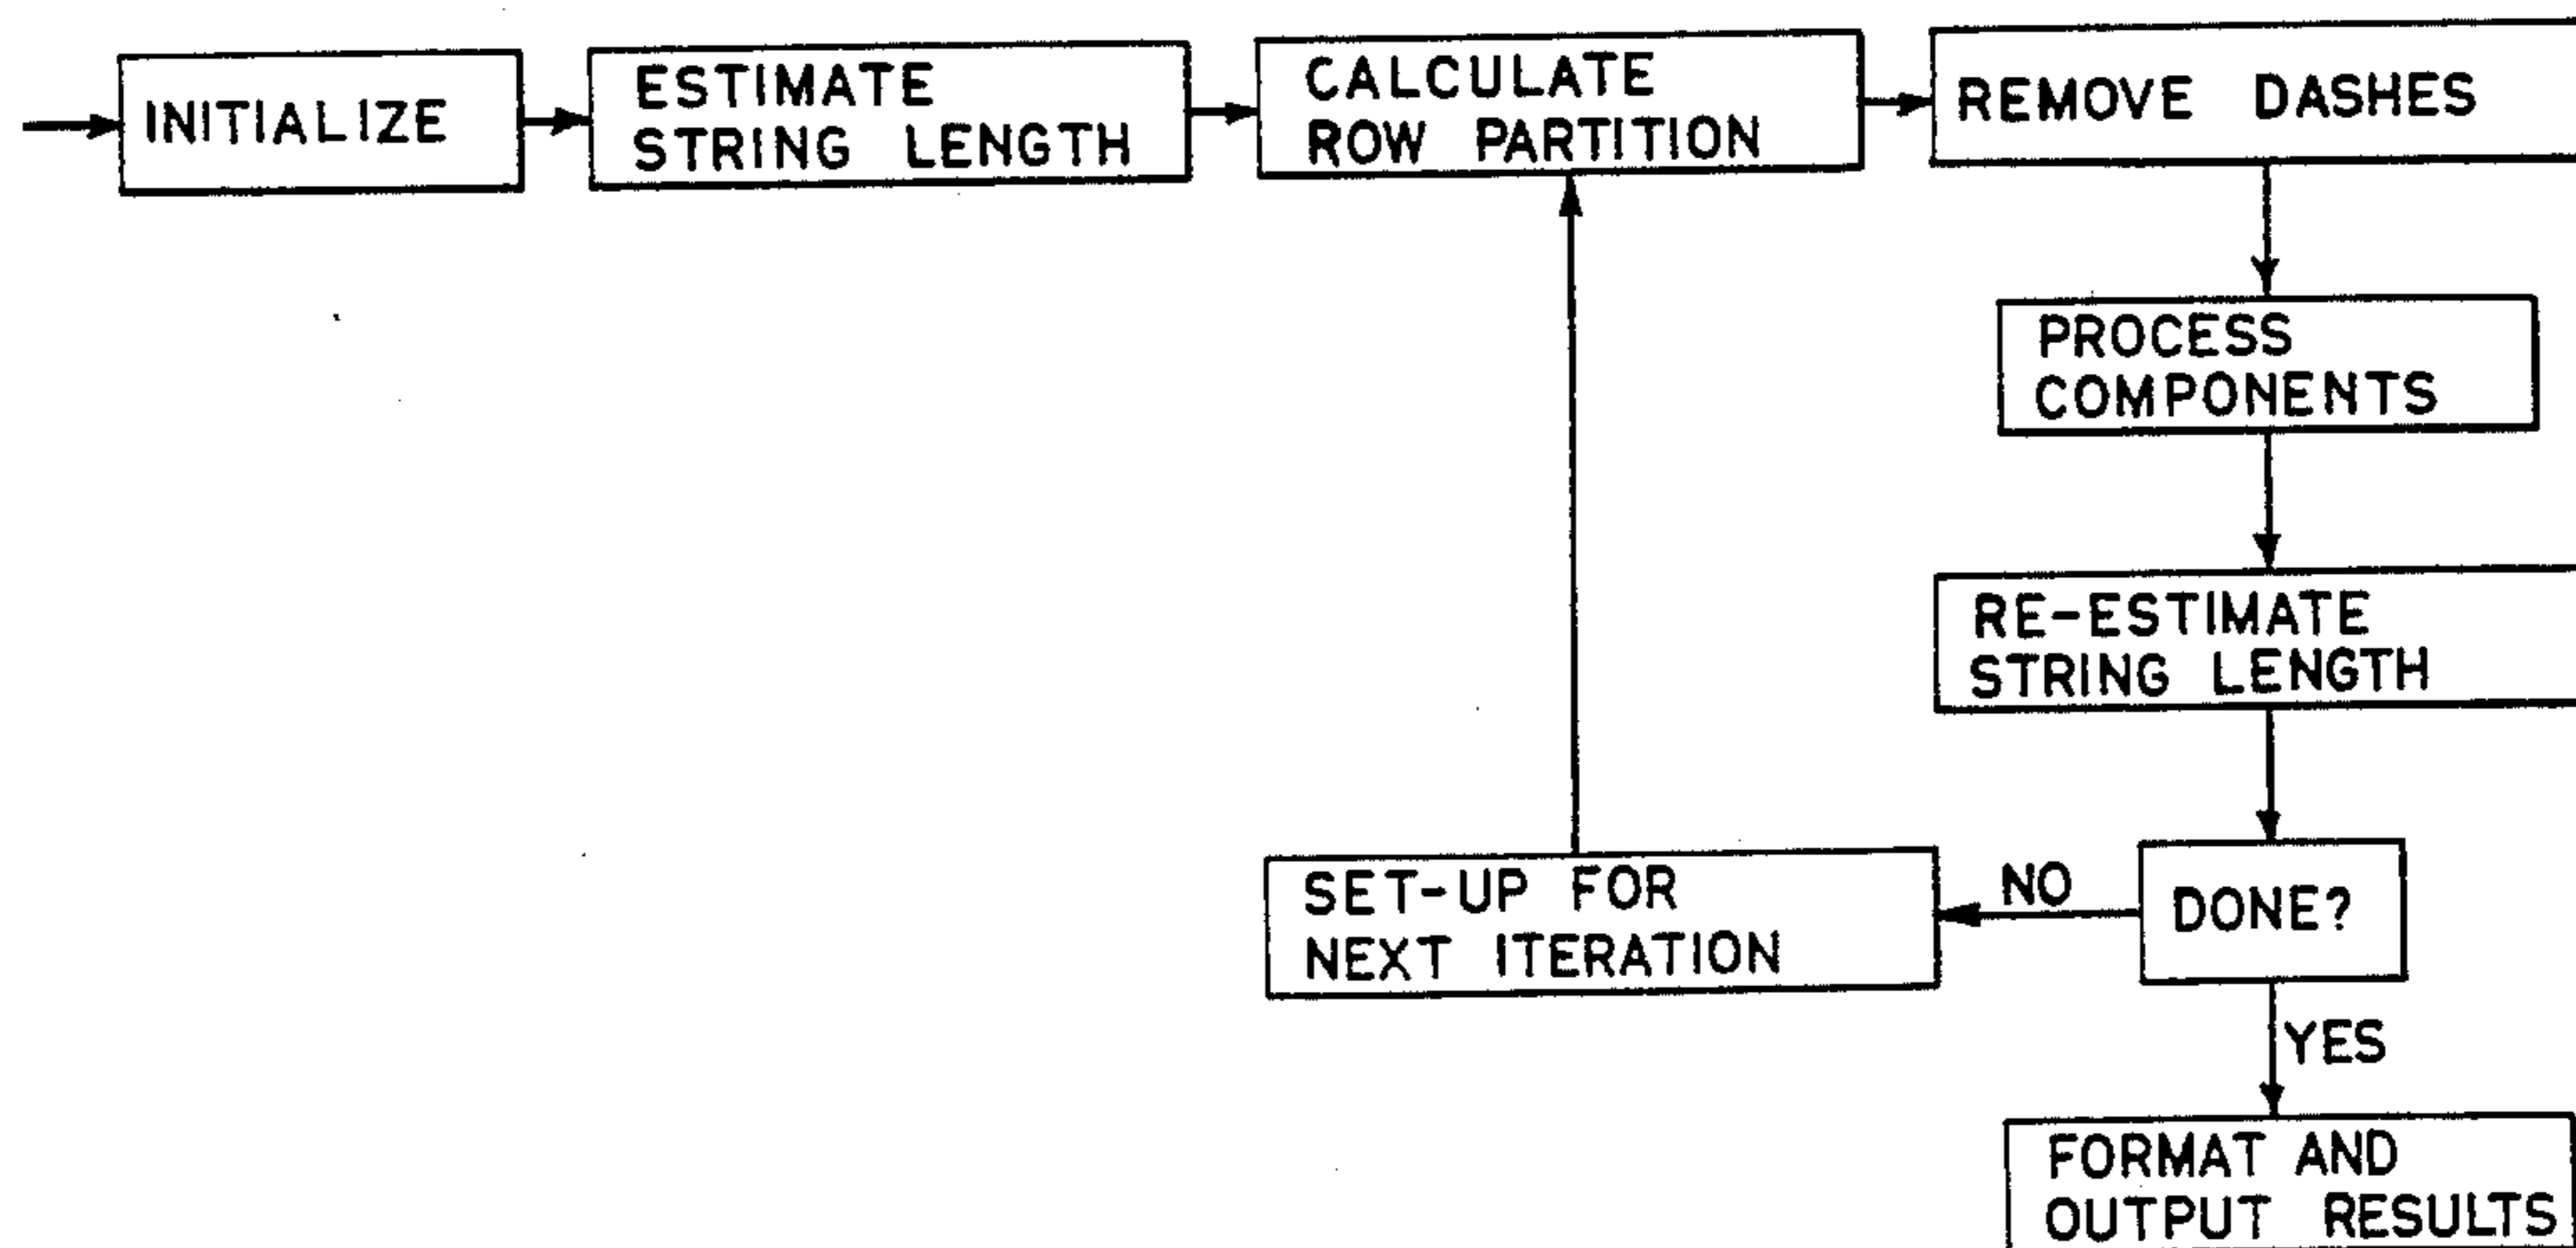 INITIALIZE
ESTIMATE
STRING LENGTH
CALCULATE
ROW PARTITION
REMOVE DASHES
PROCESS
COMPONENTS
RE-ESTIMATE
STRING LENGTH
DONE?
NO
SET-UP FOR
NEXT ITERATION
YES
FORMAT AND
OUTPUT RESULTS